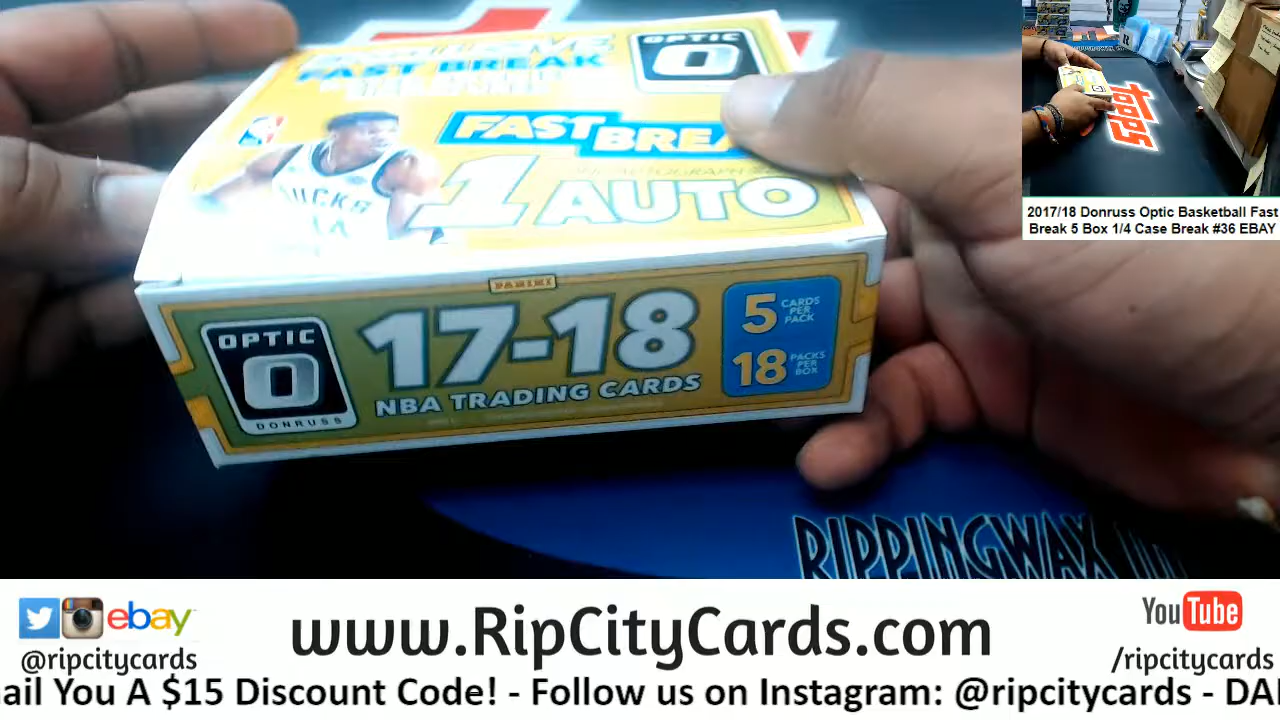 FAST BREAK
OPTIC
O
FAST BREA
1 AUTO
BUCKS
PANINI
OPTIC
O
DONRUSS
17-18
NBA TRADING CARDS
5 CARDS PER PACK
18 PACKS PER BOX
RIPPINGWAX
topps
2017/18 Donruss Optic Basketball Fast
Break 5 Box 1/4 Case Break #36 EBAY
ebay
@ripcitycards
www.RipCityCards.com
YouTube
/ripcitycards
ail You A $15 Discount Code! - Follow us on Instagram: @ripcitycards - DA